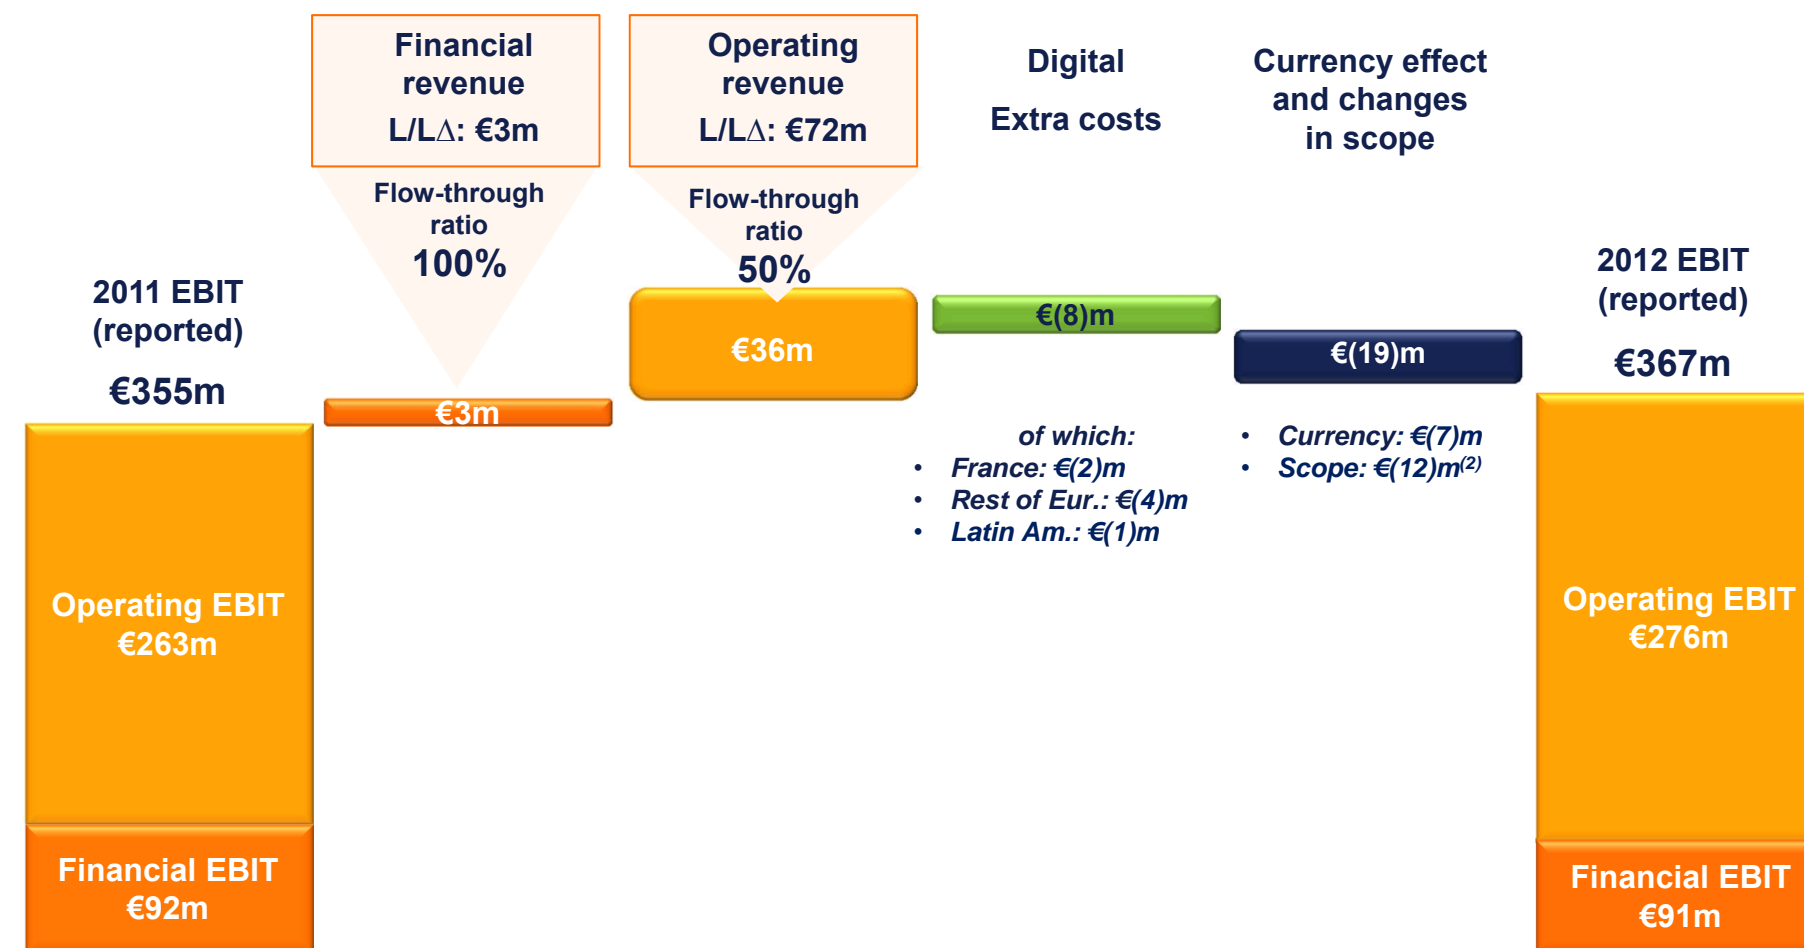 2011 EBIT
(reported)
€355m
Operating EBIT
€263m
Financial EBIT
€92m
Financial
revenue
L/L∆: €3m
Flow-through
ratio
100%
€3m
Operating
revenue
L/L∆: €72m
Flow-through
ratio
50%
€36m
Digital
Extra costs
€(8)m
of which:
• France: €(2)m
• Rest of Eur.: €(4)m
• Latin Am.: €(1)m
Currency effect
and changes
in scope
€(19)m
• Currency: €(7)m
• Scope: €(12)m(2)
2012 EBIT
(reported)
€367m
Operating EBIT
€276m
Financial EBIT
€91m